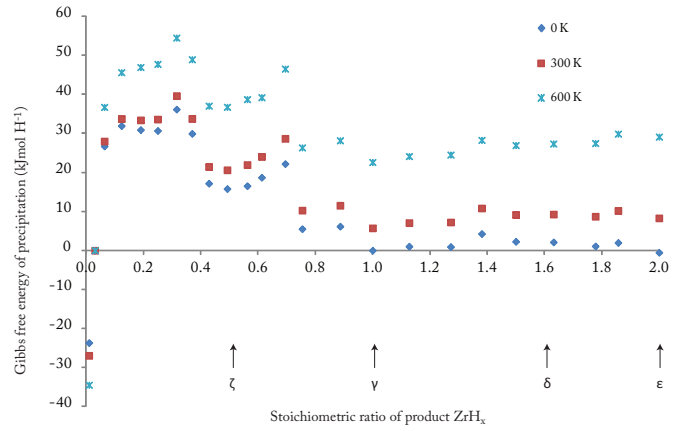 60
50
40
30
20
10
0
-10
-20
-30
-40
0.0 0.2 0.4 0.6 0.8 1.0 1.2 1.4 1.6 1.8 2.0
0 K
300 K
600 K
ζ γ δ ε
Gibbs free energy of precipitation (kJmol H⁻¹)
Stoichiometric ratio of product ZrHₓ